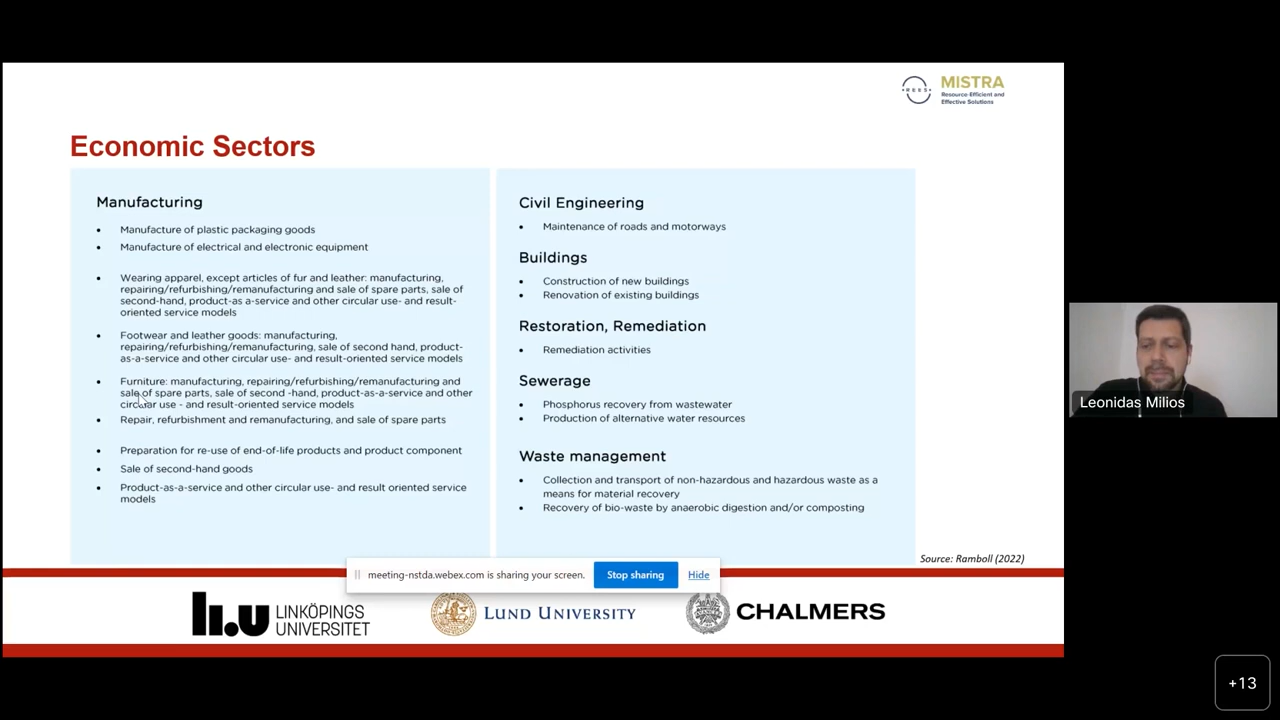 REES
MISTRA
Resource-Efficient and
Effective Solutions
Economic Sectors
Manufacturing
• Manufacture of plastic packaging goods
• Manufacture of electrical and electronic equipment
• Wearing apparel, except articles of fur and leather: manufacturing,
repairing/refurbishing/remanufacturing and sale of spare parts, sale of
second-hand, product-as a-service and other circular use- and result-
oriented service models
• Footwear and leather goods: manufacturing,
repairing/refurbishing/remanufacturing, sale of second hand, product-
as-a-service and other circular use- and result-oriented service models
• Furniture: manufacturing, repairing/refurbishing/remanufacturing and
sale of spare parts, sale of second -hand, product-as-a-service and other
circular use - and result-oriented service models
• Repair, refurbishment and remanufacturing, and sale of spare parts
• Preparation for re-use of end-of-life products and product component
• Sale of second-hand goods
• Product-as-a-service and other circular use- and result oriented service
models
Civil Engineering
• Maintenance of roads and motorways
Buildings
• Construction of new buildings
• Renovation of existing buildings
Restoration, Remediation
• Remediation activities
Sewerage
• Phosphorus recovery from wastewater
• Production of alternative water resources
Waste management
• Collection and transport of non-hazardous and hazardous waste as a
means for material recovery
• Recovery of bio-waste by anaerobic digestion and/or composting
Source: Ramboll (2022)
meeting-nstda.webex.com is sharing your screen.
Stop sharing
Hide
LINKÖPINGS
UNIVERSITET
LUND UNIVERSITY
CHALMERS
Leonidas Milios
+13